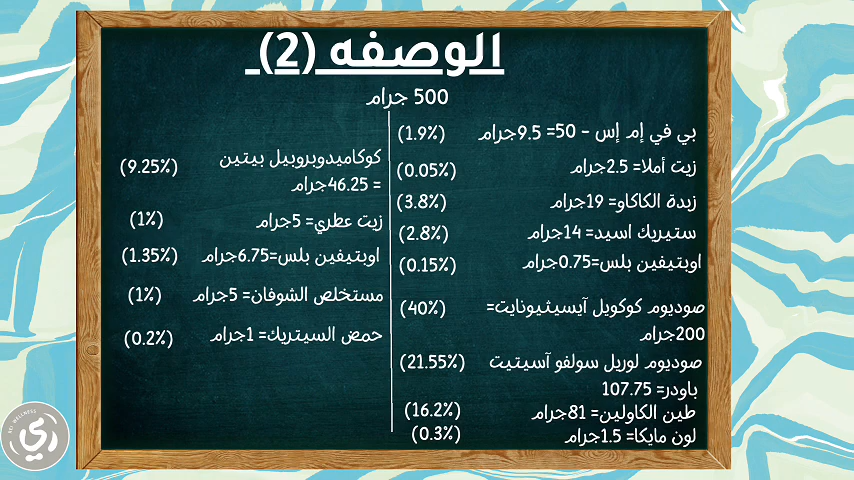 الوصفه (2)
500 جرام
بي في إم إس - 50= 9.5جرام (1.9%)
زيت أملا= 2.5جرام (0.05%)
زبدة الكاكاو= 19جرام (3.8%)
ستيريك اسيد= 14جرام (2.8%)
اوبتيفين بلس=0.75جرام (0.15%)
صوديوم كوكويل آيسيثيونايت= (40%)
200جرام
صوديوم لوريل سولفو آسيتيت (21.55%)
باودر= 107.75
طين الكاولين= 81جرام (16.2%)
لون مايكا= 1.5جرام (0.3%)
كوكاميدوبروبيل بيتين (9.25%)
= 46.25جرام
زيت عطري= 5جرام (1%)
اوبتيفين بلس=6.75جرام (1.35%)
مستخلص الشوفان= 5جرام (1%)
حمض السيتريك= 1جرام (0.2%)
ري